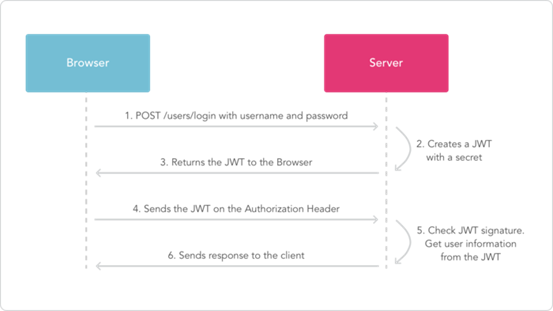 Browser
Server
1. POST /users/login with username and password
2. Creates a JWT
with a secret
3. Returns the JWT to the Browser
4. Sends the JWT on the Authorization Header
5. Check JWT signature.
Get user information
from the JWT
6. Sends response to the client